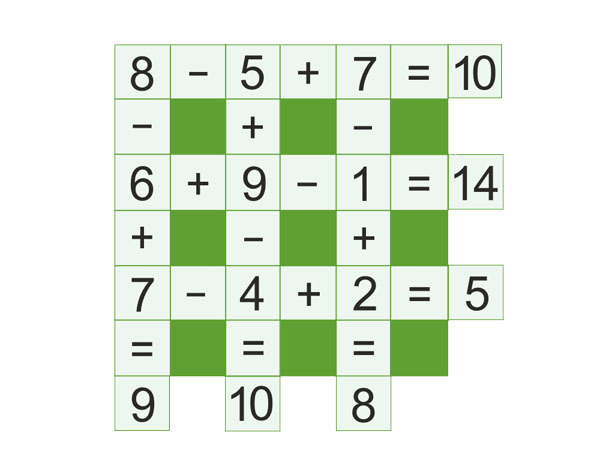 8 − 5 + 7 = 10
− + −
6 + 9 − 1 = 14
+ − +
7 − 4 + 2 = 5
= = =
9 10 8